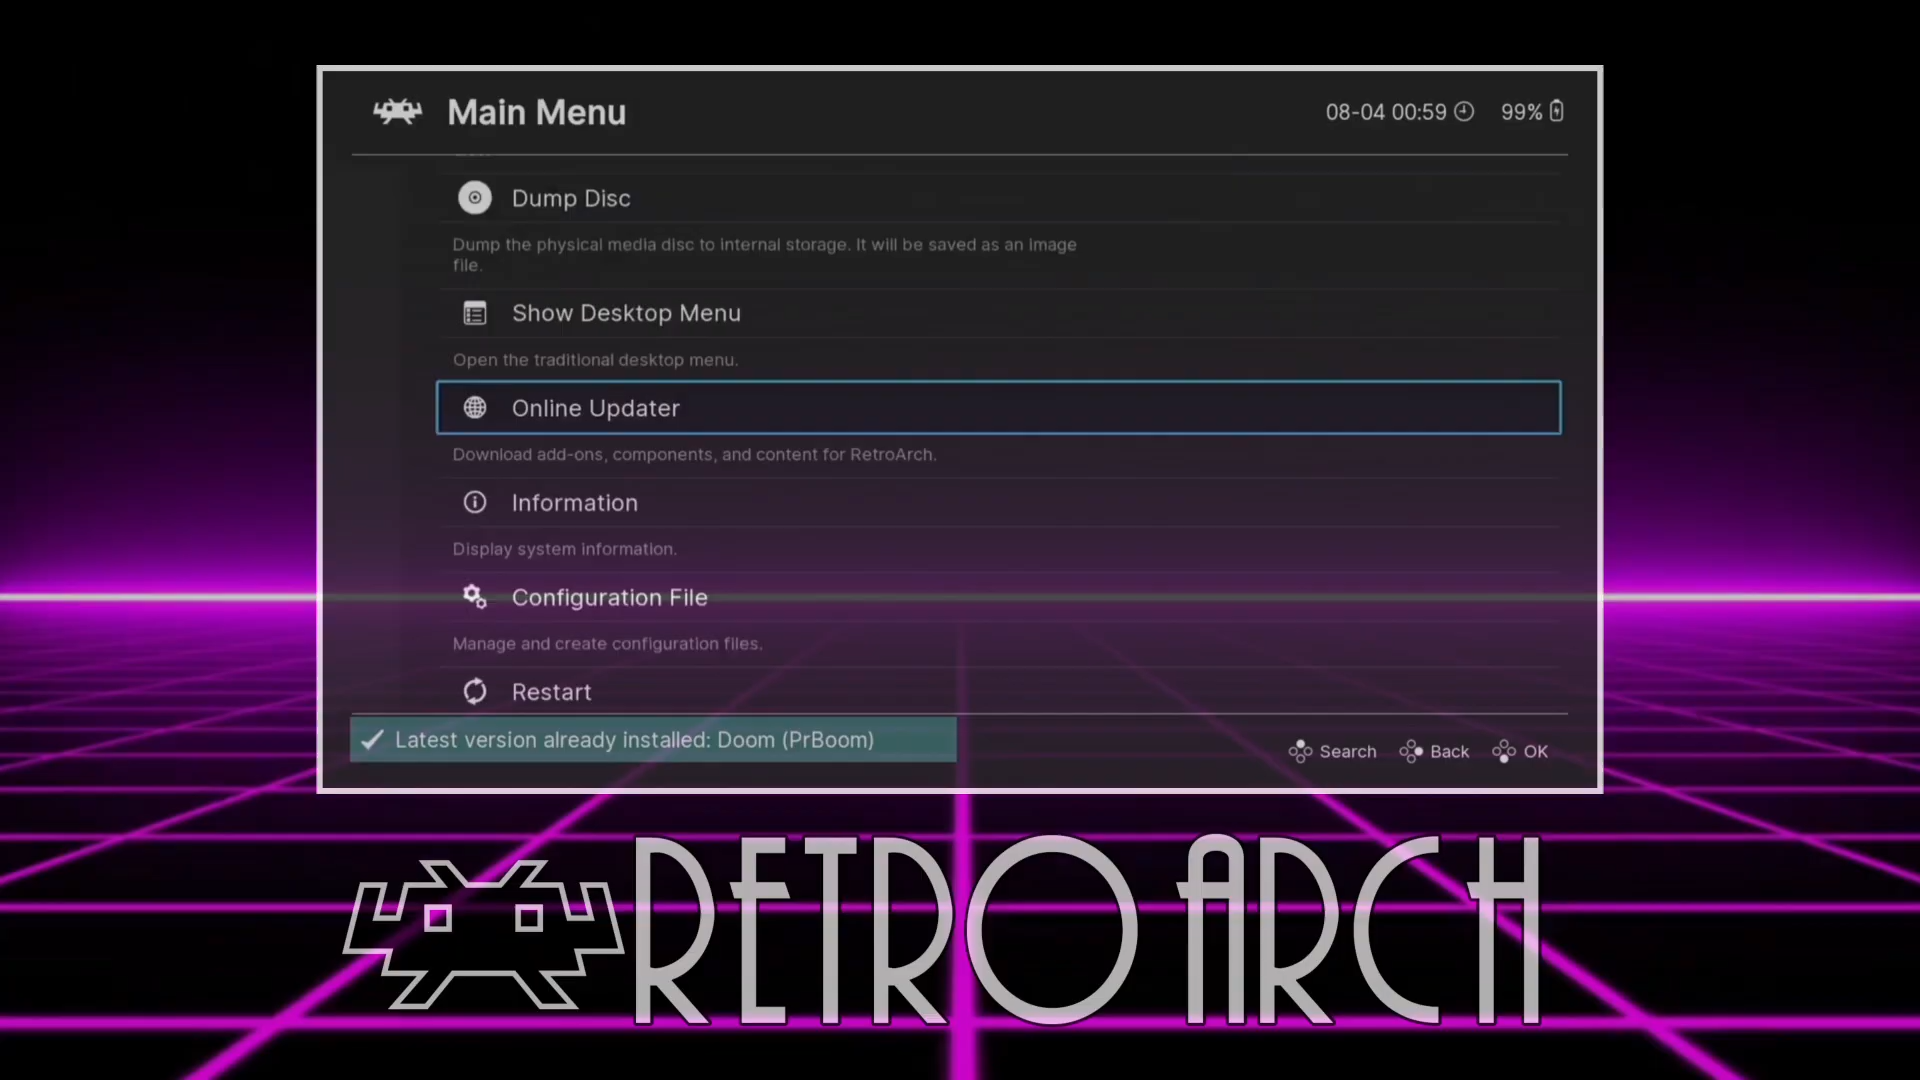 Main Menu
08-04 00:59
99%
Dump Disc
Dump the physical media disc to internal storage. It will be saved as an image
file.
Show Desktop Menu
Open the traditional desktop menu.
Online Updater
Download add-ons, components, and content for RetroArch.
Information
Display system information.
Configuration File
Manage and create configuration files.
Restart
Latest version already installed: Doom (PrBoom)
Search
Back
OK
RETRO ARCH